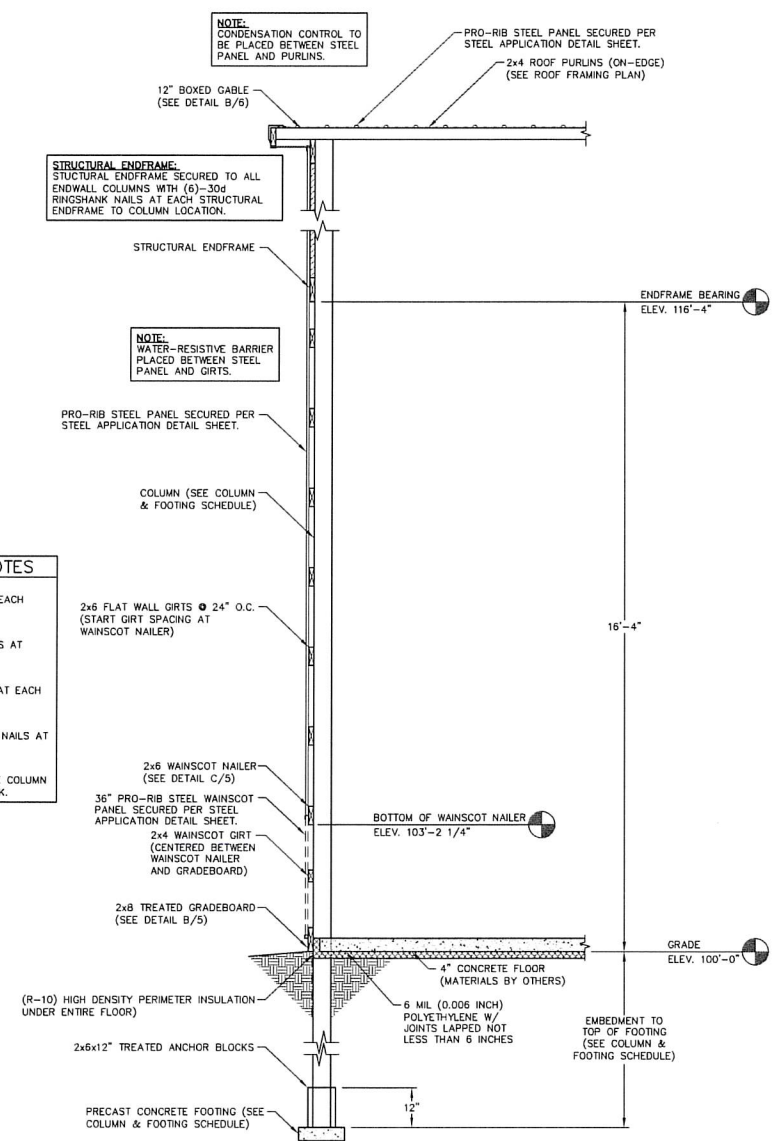 NOTE:
CONDENSATION CONTROL TO
BE PLACED BETWEEN STEEL
PANEL AND PURLINS.
PRO-RIB STEEL PANEL SECURED PER
STEEL APPLICATION DETAIL SHEET.
2x4 ROOF PURLINS (ON-EDGE)
(SEE ROOF FRAMING PLAN)
12" BOXED GABLE
(SEE DETAIL B/6)
STRUCTURAL ENDFRAME:
STUCTURAL ENDFRAME SECURED TO ALL
ENDWALL COLUMNS WITH (6)-30d
RINGSHANK NAILS AT EACH STRUCTURAL
ENDFRAME TO COLUMN LOCATION.
STRUCTURAL ENDFRAME
ENDFRAME BEARING
ELEV. 116'-4"
NOTE:
WATER-RESISTIVE BARRIER
PLACED BETWEEN STEEL
PANEL AND GIRTS.
PRO-RIB STEEL PANEL SECURED PER
STEEL APPLICATION DETAIL SHEET.
COLUMN (SEE COLUMN
& FOOTING SCHEDULE)
OTES
EACH
S AT
AT EACH
NAILS AT
COLUMN
K.
2x6 FLAT WALL GIRTS @ 24" O.C.
(START GIRT SPACING AT
WAINSCOT NAILER)
16'-4"
2x6 WAINSCOT NAILER
(SEE DETAIL C/5)
36" PRO-RIB STEEL WAINSCOT
PANEL SECURED PER STEEL
APPLICATION DETAIL SHEET.
BOTTOM OF WAINSCOT NAILER
ELEV. 103'-2 1/4"
2x4 WAINSCOT GIRT
(CENTERED BETWEEN
WAINSCOT NAILER
AND GRADEBOARD)
2x8 TREATED GRADEBOARD
(SEE DETAIL B/5)
GRADE
ELEV. 100'-0"
4" CONCRETE FLOOR
(MATERIALS BY OTHERS)
(R-10) HIGH DENSITY PERIMETER INSULATION
UNDER ENTIRE FLOOR)
6 MIL (0.006 INCH)
POLYETHYLENE W/
JOINTS LAPPED NOT
LESS THAN 6 INCHES
EMBEDMENT TO
TOP OF FOOTING
(SEE COLUMN &
FOOTING SCHEDULE)
2x6x12" TREATED ANCHOR BLOCKS
12"
PRECAST CONCRETE FOOTING (SEE
COLUMN & FOOTING SCHEDULE)